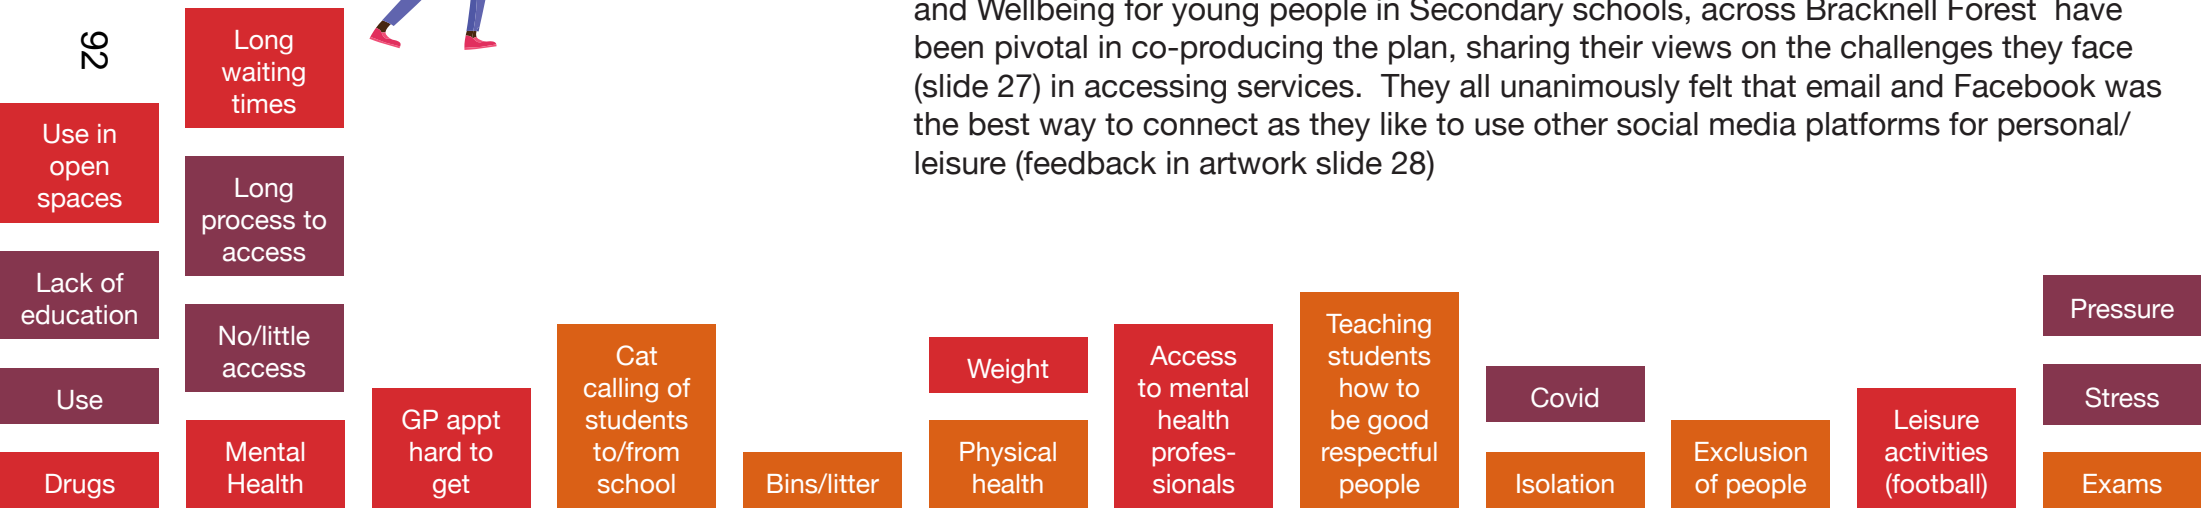 92
and Wellbeing for young people in Secondary schools, across Bracknell Forest  have
been pivotal in co-producing the plan, sharing their views on the challenges they face
(slide 27) in accessing services.  They all unanimously felt that email and Facebook was
the best way to connect as they like to use other social media platforms for personal/
leisure (feedback in artwork slide 28)
Use in
open
spaces
Lack of
education
Use
Drugs
Long
waiting
times
Long
process to
access
No/little
access
Mental
Health
GP appt
hard to
get
Cat
calling of
students
to/from
school
Bins/litter
Weight
Physical
health
Access
to mental
health
profes-
sionals
Teaching
students
how to
be good
respectful
people
Covid
Isolation
Exclusion
of people
Leisure
activities
(football)
Pressure
Stress
Exams